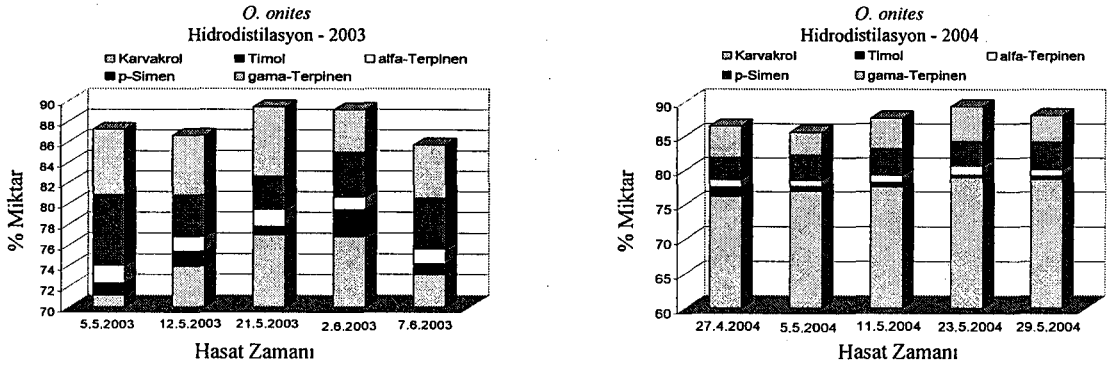 O. onites
Hidrodistilasyon - 2003
Karvakrol Timol alfa-Terpinen
p-Simen gama-Terpinen
% Miktar
90
88
86
84
82
80
78
76
74
72
70
5.5.2003 12.5.2003 21.5.2003 2.6.2003 7.6.2003
Hasat Zamanı
O. onites
Hidrodistilasyon - 2004
Karvakrol Timol alfa-Terpinen
p-Simen gama-Terpinen
% Miktar
90
85
80
75
70
65
60
27.4.2004 5.5.2004 11.5.2004 23.5.2004 29.5.2004
Hasat Zamanı